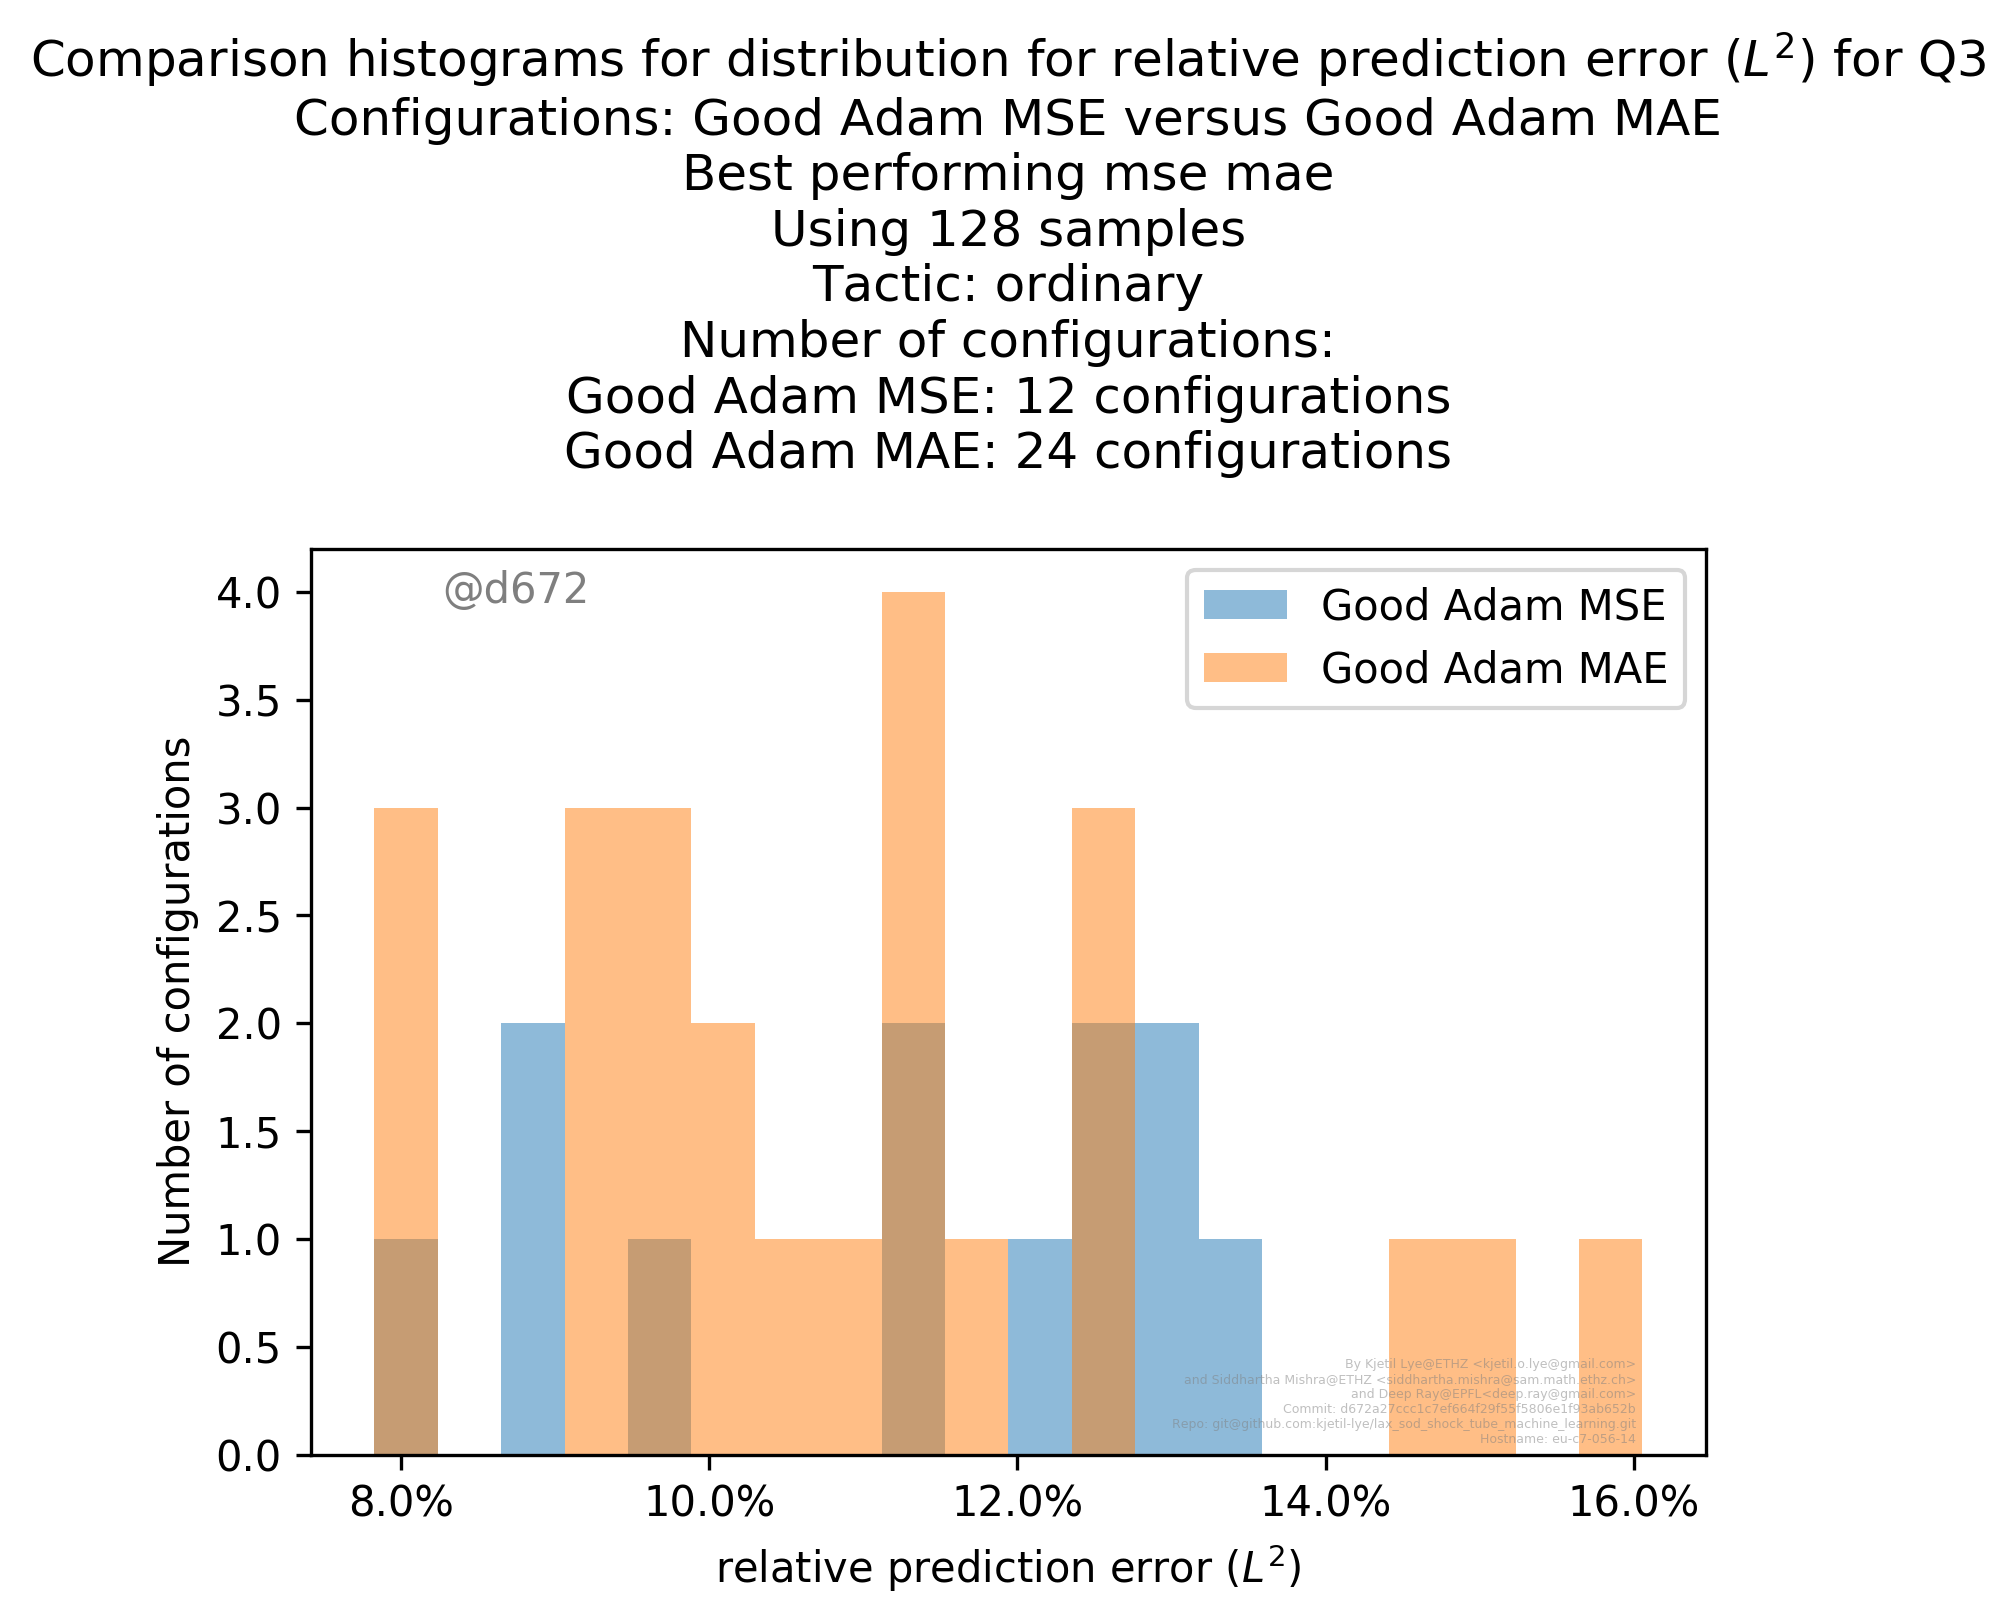 Comparison histograms for distribution for relative prediction error (L²) for Q3
Configurations: Good Adam MSE versus Good Adam MAE
Best performing mse mae
Using 128 samples
Tactic: ordinary
Number of configurations:
Good Adam MSE: 12 configurations
Good Adam MAE: 24 configurations
@d672
Good Adam MSE
Good Adam MAE
4.0
3.5
3.0
2.5
2.0
1.5
1.0
0.5
0.0
Number of configurations
By Kjetil Lye@ETHZ <kjetil.o.lye@gmail.com>
and Siddhartha Mishra@ETHZ <siddhartha.mishra@sam.math.ethz.ch>
and Deep Ray@EPFL<deep.ray@gmail.com>
Commit: d672a27ccc1c7ef664f29f55f5806e1f93ab652b
Repo: git@github.com:kjetil-lye/lax_sod_shock_tube_machine_learning.git
Hostname: eu-c7-056-14
8.0% 10.0% 12.0% 14.0% 16.0%
relative prediction error (L²)